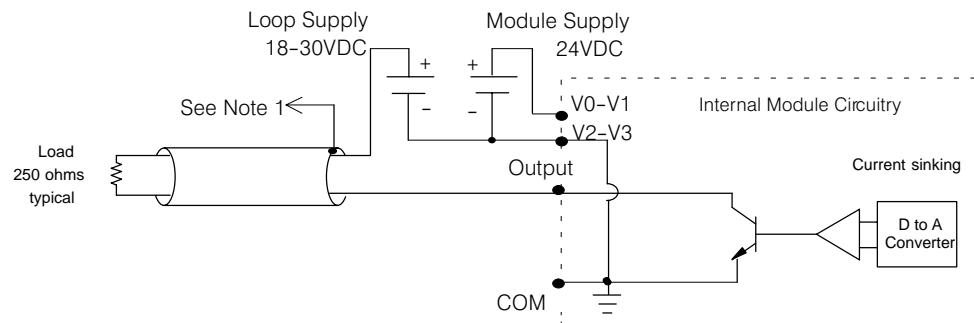 Loop Supply
18-30VDC
Module Supply
24VDC
+
-
+
-
See Note 1
V0-V1
V2-V3
Internal Module Circuitry
Load
250 ohms
typical
Output
Current sinking
D to A
Converter
COM